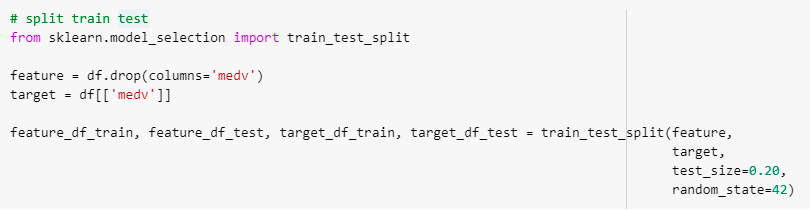 # split train test
from sklearn.model_selection import train_test_split
feature = df.drop(columns='medv')
target = df[['medv']]
feature_df_train, feature_df_test, target_df_train, target_df_test = train_test_split(feature,
target,
test_size=0.20,
random_state=42)